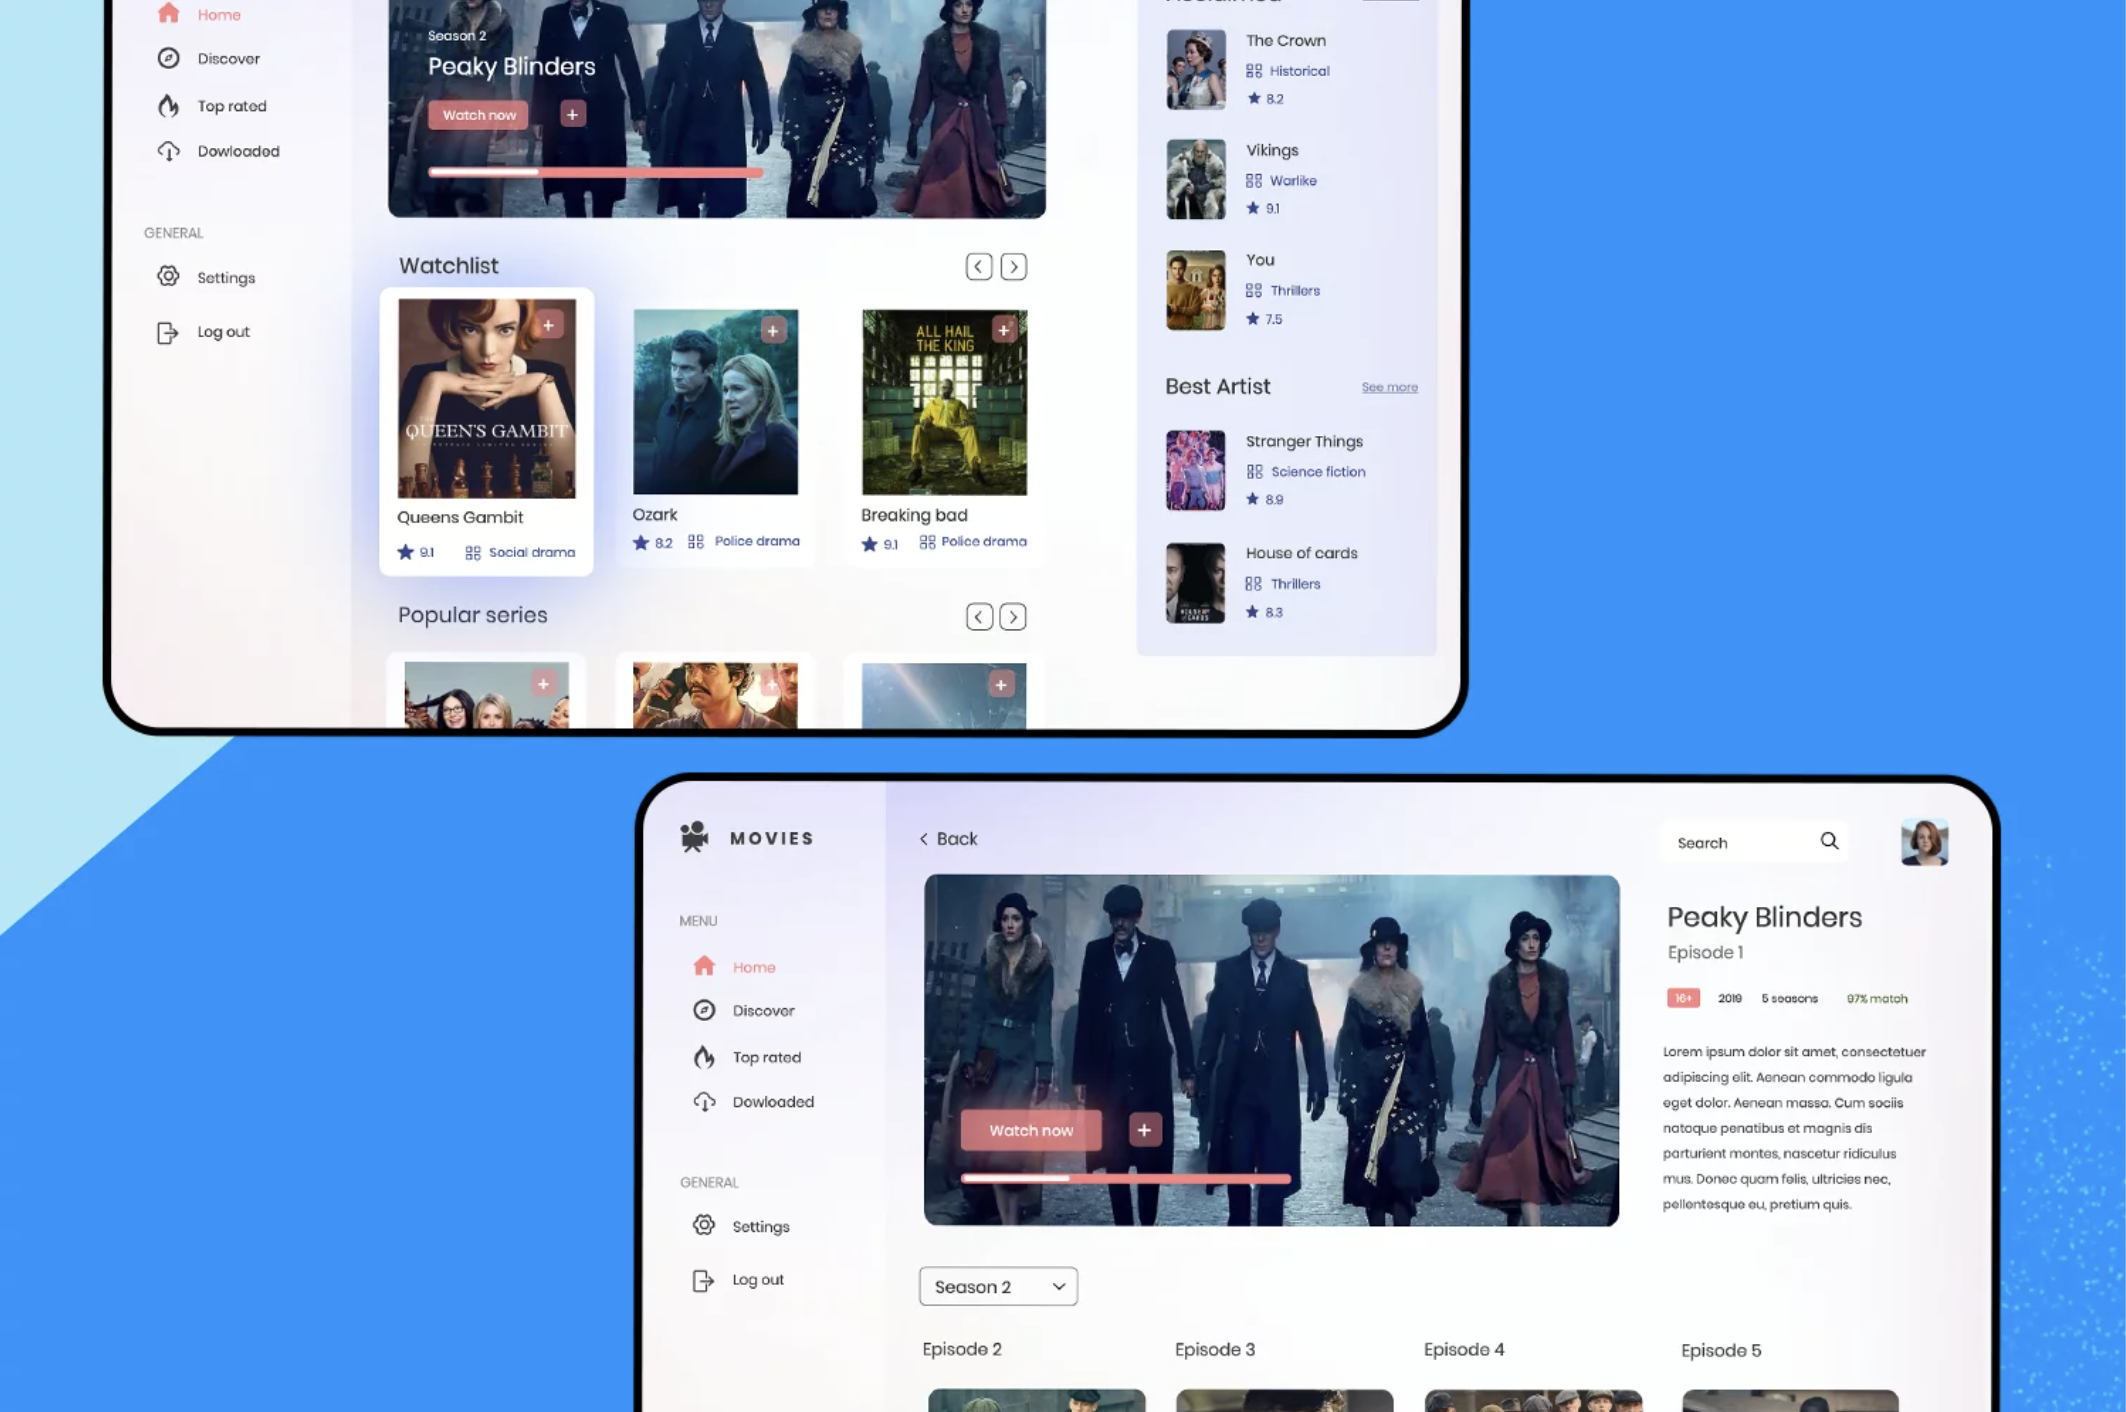 Home
Discover
Top rated
Dowloaded
GENERAL
Settings
Log out
Season 2
Peaky Blinders
Watch now
Watchlist
ALL HAIL
THE KING
QUEEN'S GAMBIT
Queens Gambit
9.1 Social drama
Ozark
8.2 Police drama
Breaking bad
9.1 Police drama
Popular series
The Crown
Historical
8.2
Vikings
Warlike
9.1
You
Thrillers
7.5
Best Artist
See more
Stranger Things
Science fiction
8.9
House of cards
Thrillers
8.3
HOUSE of
CARDS
MOVIES
MENU
Home
Discover
Top rated
Dowloaded
GENERAL
Settings
Log out
Back
Search
Watch now
Peaky Blinders
Episode 1
16+ 2019 5 seasons 97% match
Lorem ipsum dolor sit amet, consectetuer
adipiscing elit. Aenean commodo ligula
eget dolor. Aenean massa. Cum sociis
natoque penatibus et magnis dis
parturient montes, nascetur ridiculus
mus. Donec quam felis, ultricies nec,
pellentesque eu, pretium quis.
Season 2
Episode 2
Episode 3
Episode 4
Episode 5